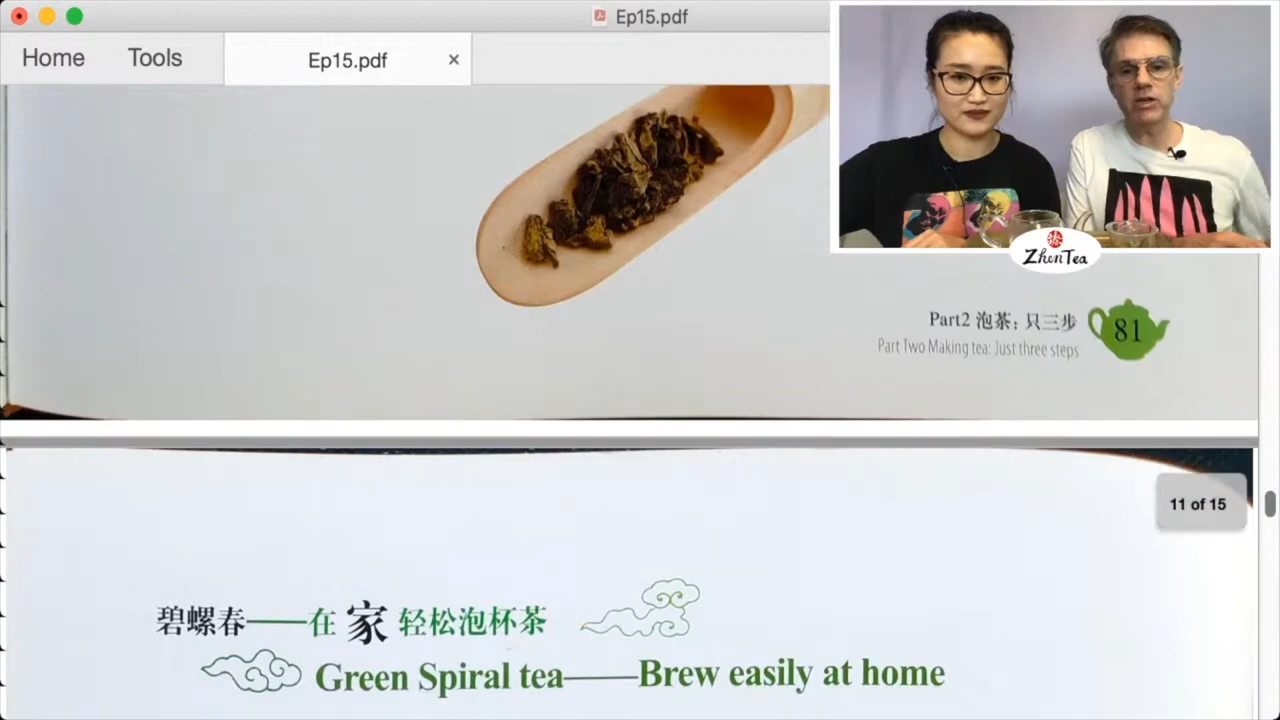 Ep15.pdf
Home Tools Ep15.pdf ×
珍
ZhenTea
Part2 泡茶：只三步
81
Part Two Making tea: Just three steps
11 of 15
碧螺春——在家轻松泡杯茶
Green Spiral tea——Brew easily at home